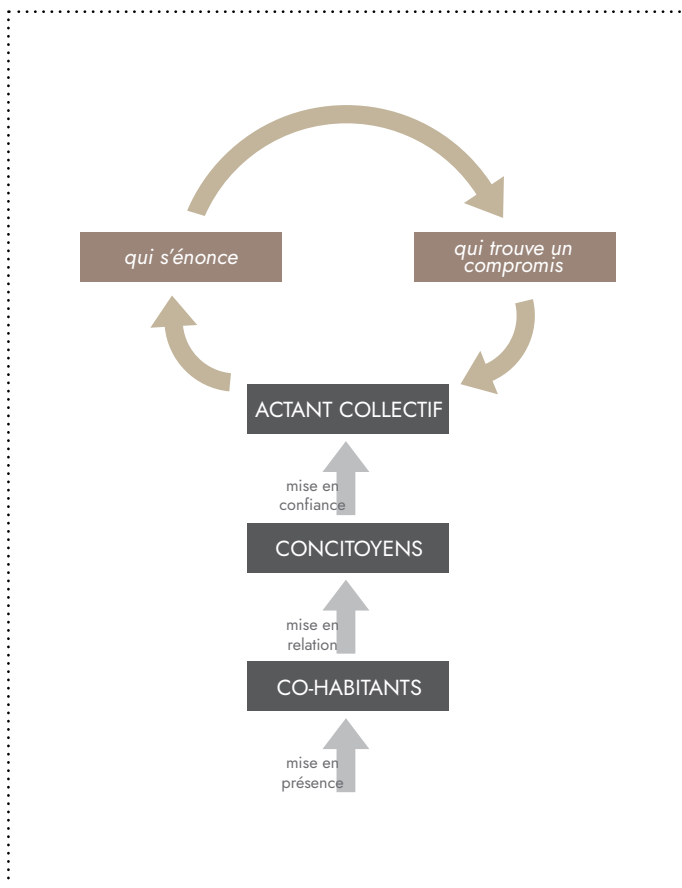 qui s’énonce
qui trouve un
compromis
ACTANT COLLECTIF
mise en
confiance
CONCITOYENS
mise en
relation
CO-HABITANTS
mise en
présence